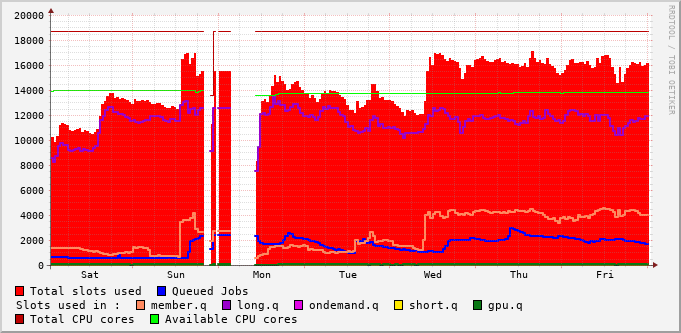 20000
18000
16000
14000
12000
10000
8000
6000
4000
2000
0
Sat Sun Mon Tue Wed Thu Fri
Total slots used Queued Jobs
Slots used in : member.q long.q ondemand.q short.q gpu.q
Total CPU cores Available CPU cores
RRDTOOL / TOBI OETIKER